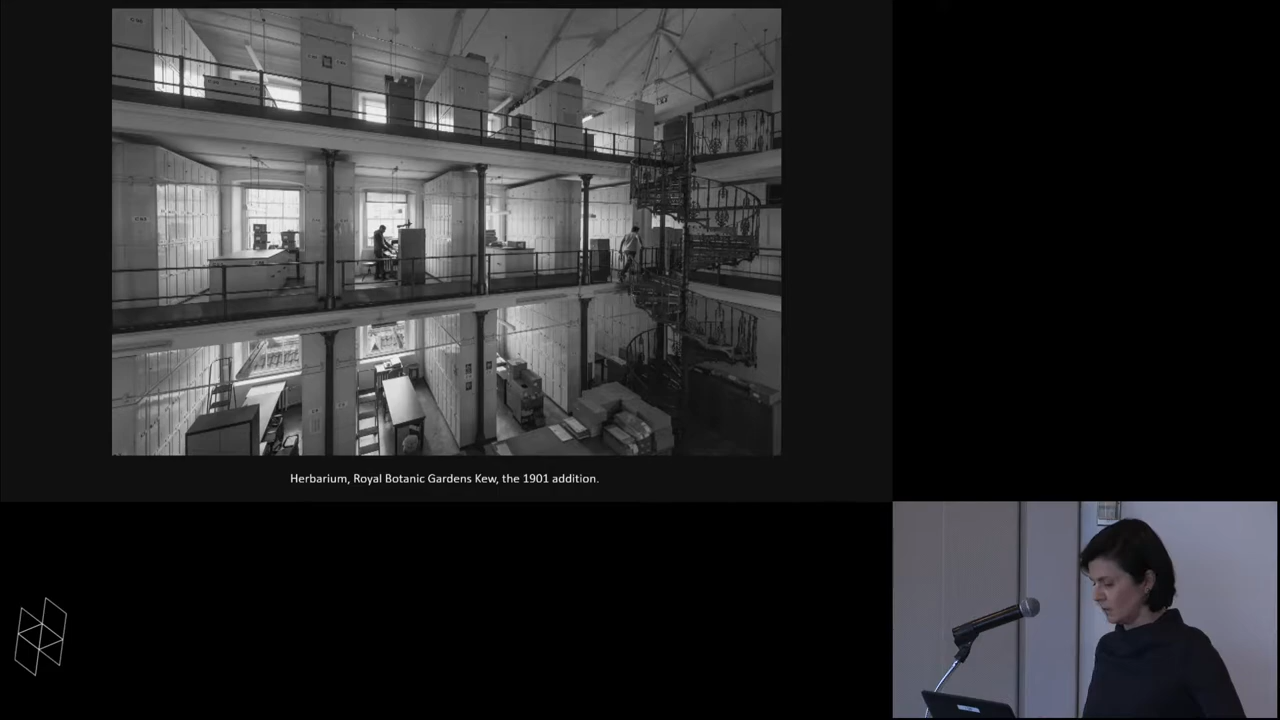 Herbarium, Royal Botanic Gardens Kew, the 1901 addition.